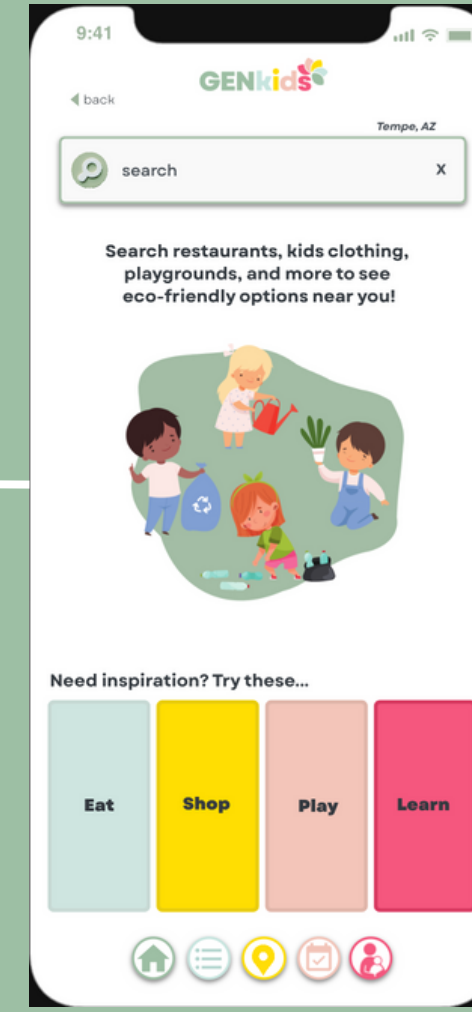 9:41
GENkids
back
Tempe, AZ
search X
Search restaurants, kids clothing,
playgrounds, and more to see
eco-friendly options near you!
Need inspiration? Try these...
Eat Shop Play Learn